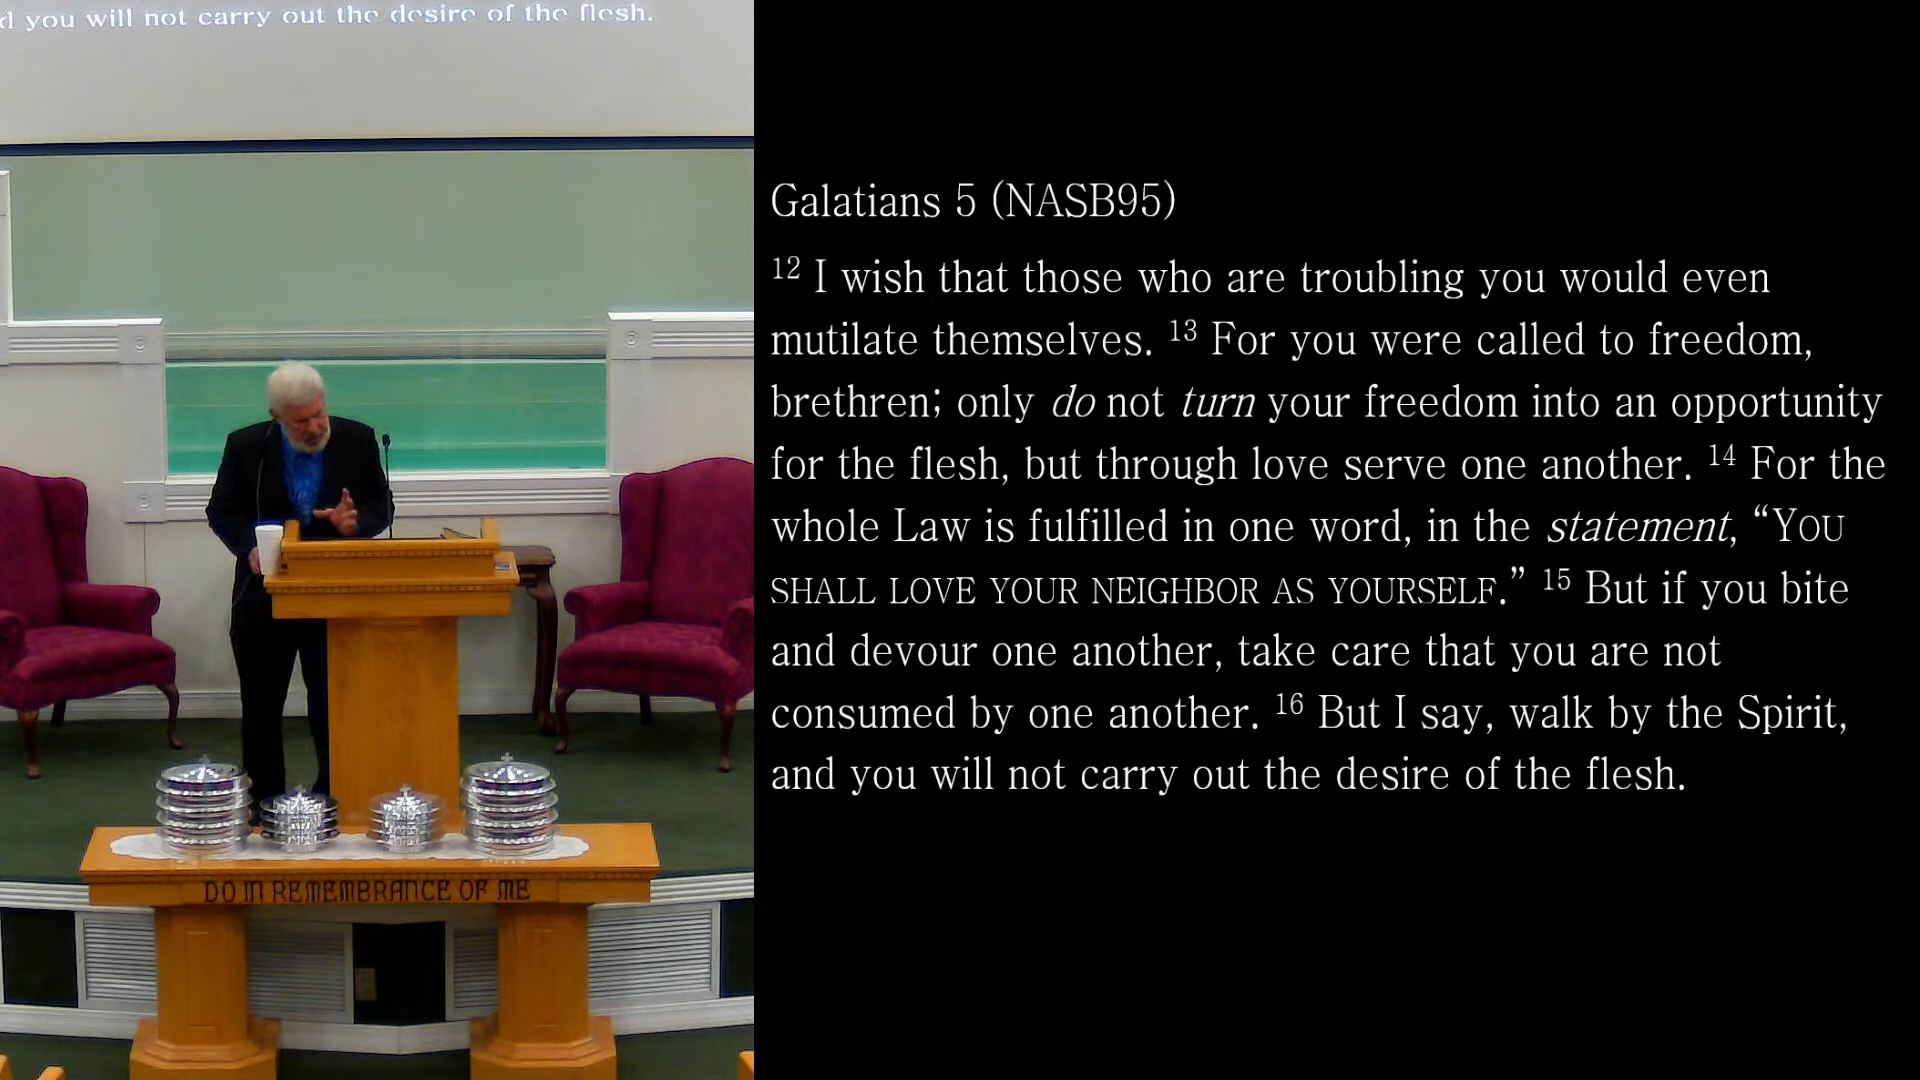 d you will not carry out the desire of the flesh.
Galatians 5 (NASB95)
12 I wish that those who are troubling you would even
mutilate themselves. 13 For you were called to freedom,
brethren; only do not turn your freedom into an opportunity
for the flesh, but through love serve one another. 14 For the
whole Law is fulfilled in one word, in the statement, “YOU
SHALL LOVE YOUR NEIGHBOR AS YOURSELF.” 15 But if you bite
and devour one another, take care that you are not
consumed by one another. 16 But I say, walk by the Spirit,
and you will not carry out the desire of the flesh.
DO IN REMEMBRANCE OF ME